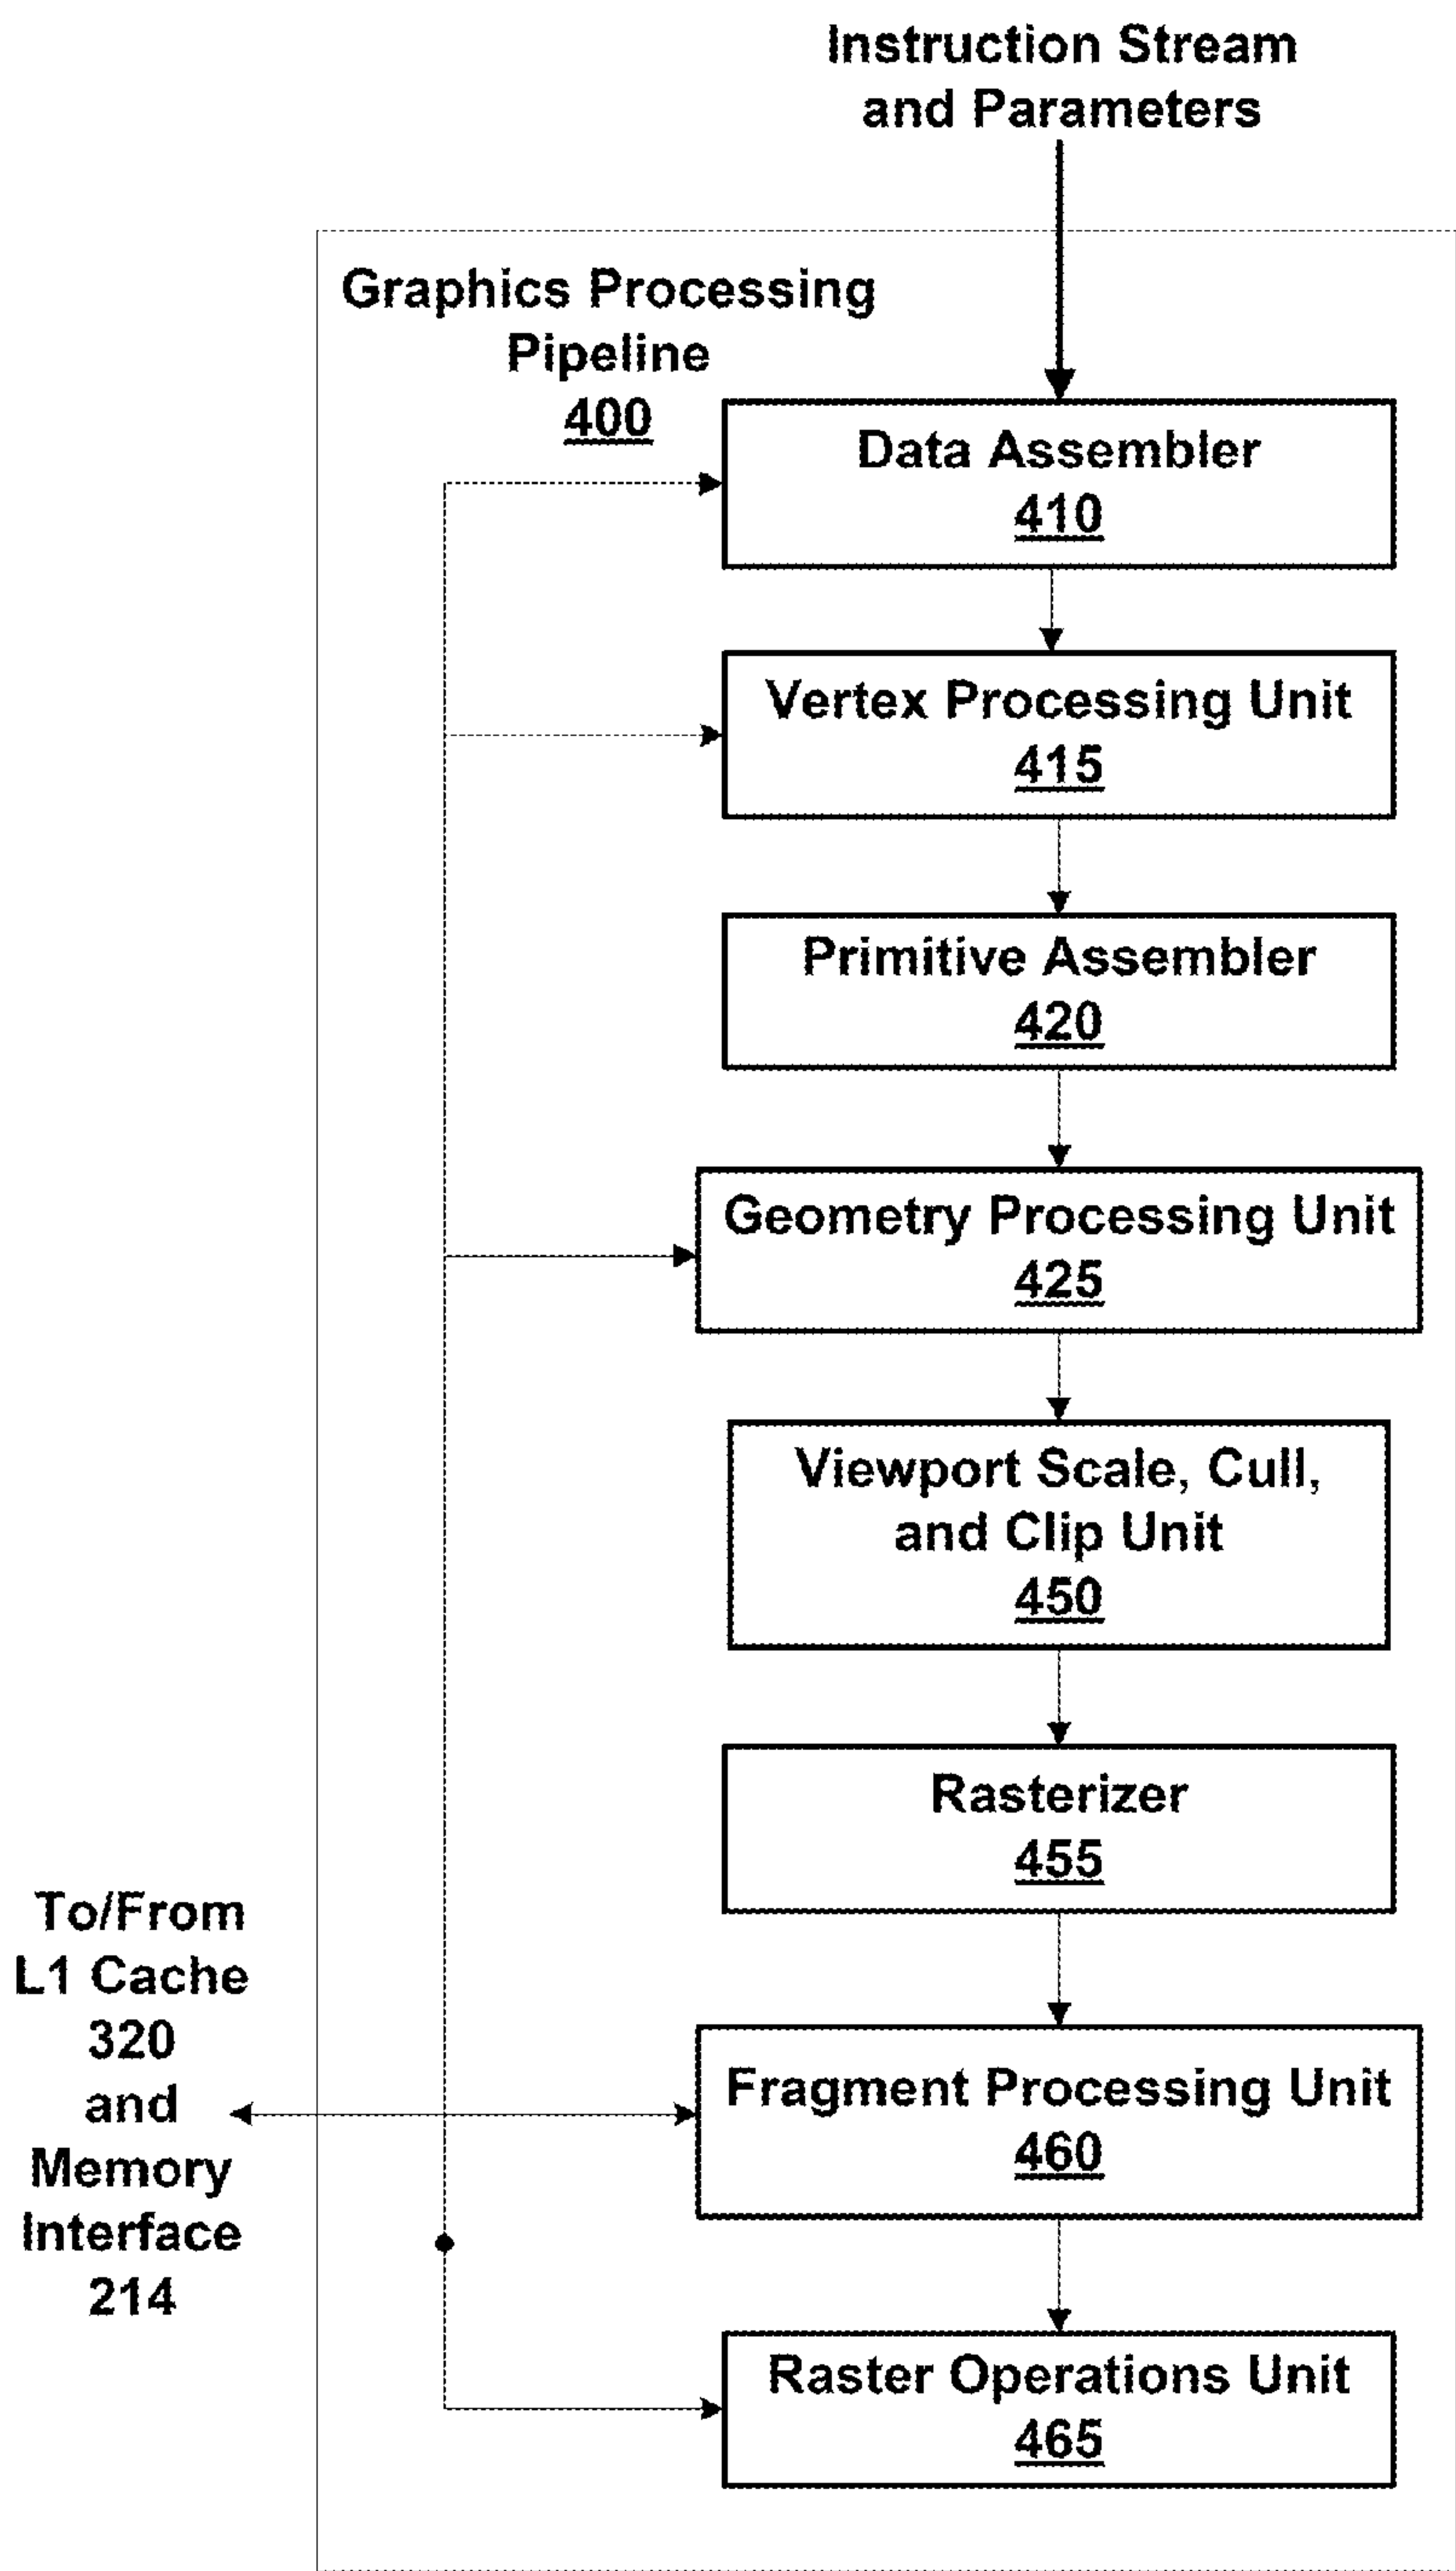 Instruction Stream
and Parameters
Graphics Processing
Pipeline
400
Data Assembler
410
Vertex Processing Unit
415
Primitive Assembler
420
Geometry Processing Unit
425
Viewport Scale, Cull,
and Clip Unit
450
Rasterizer
455
To/From
L1 Cache
320
and
Memory
Interface
214
Fragment Processing Unit
460
Raster Operations Unit
465